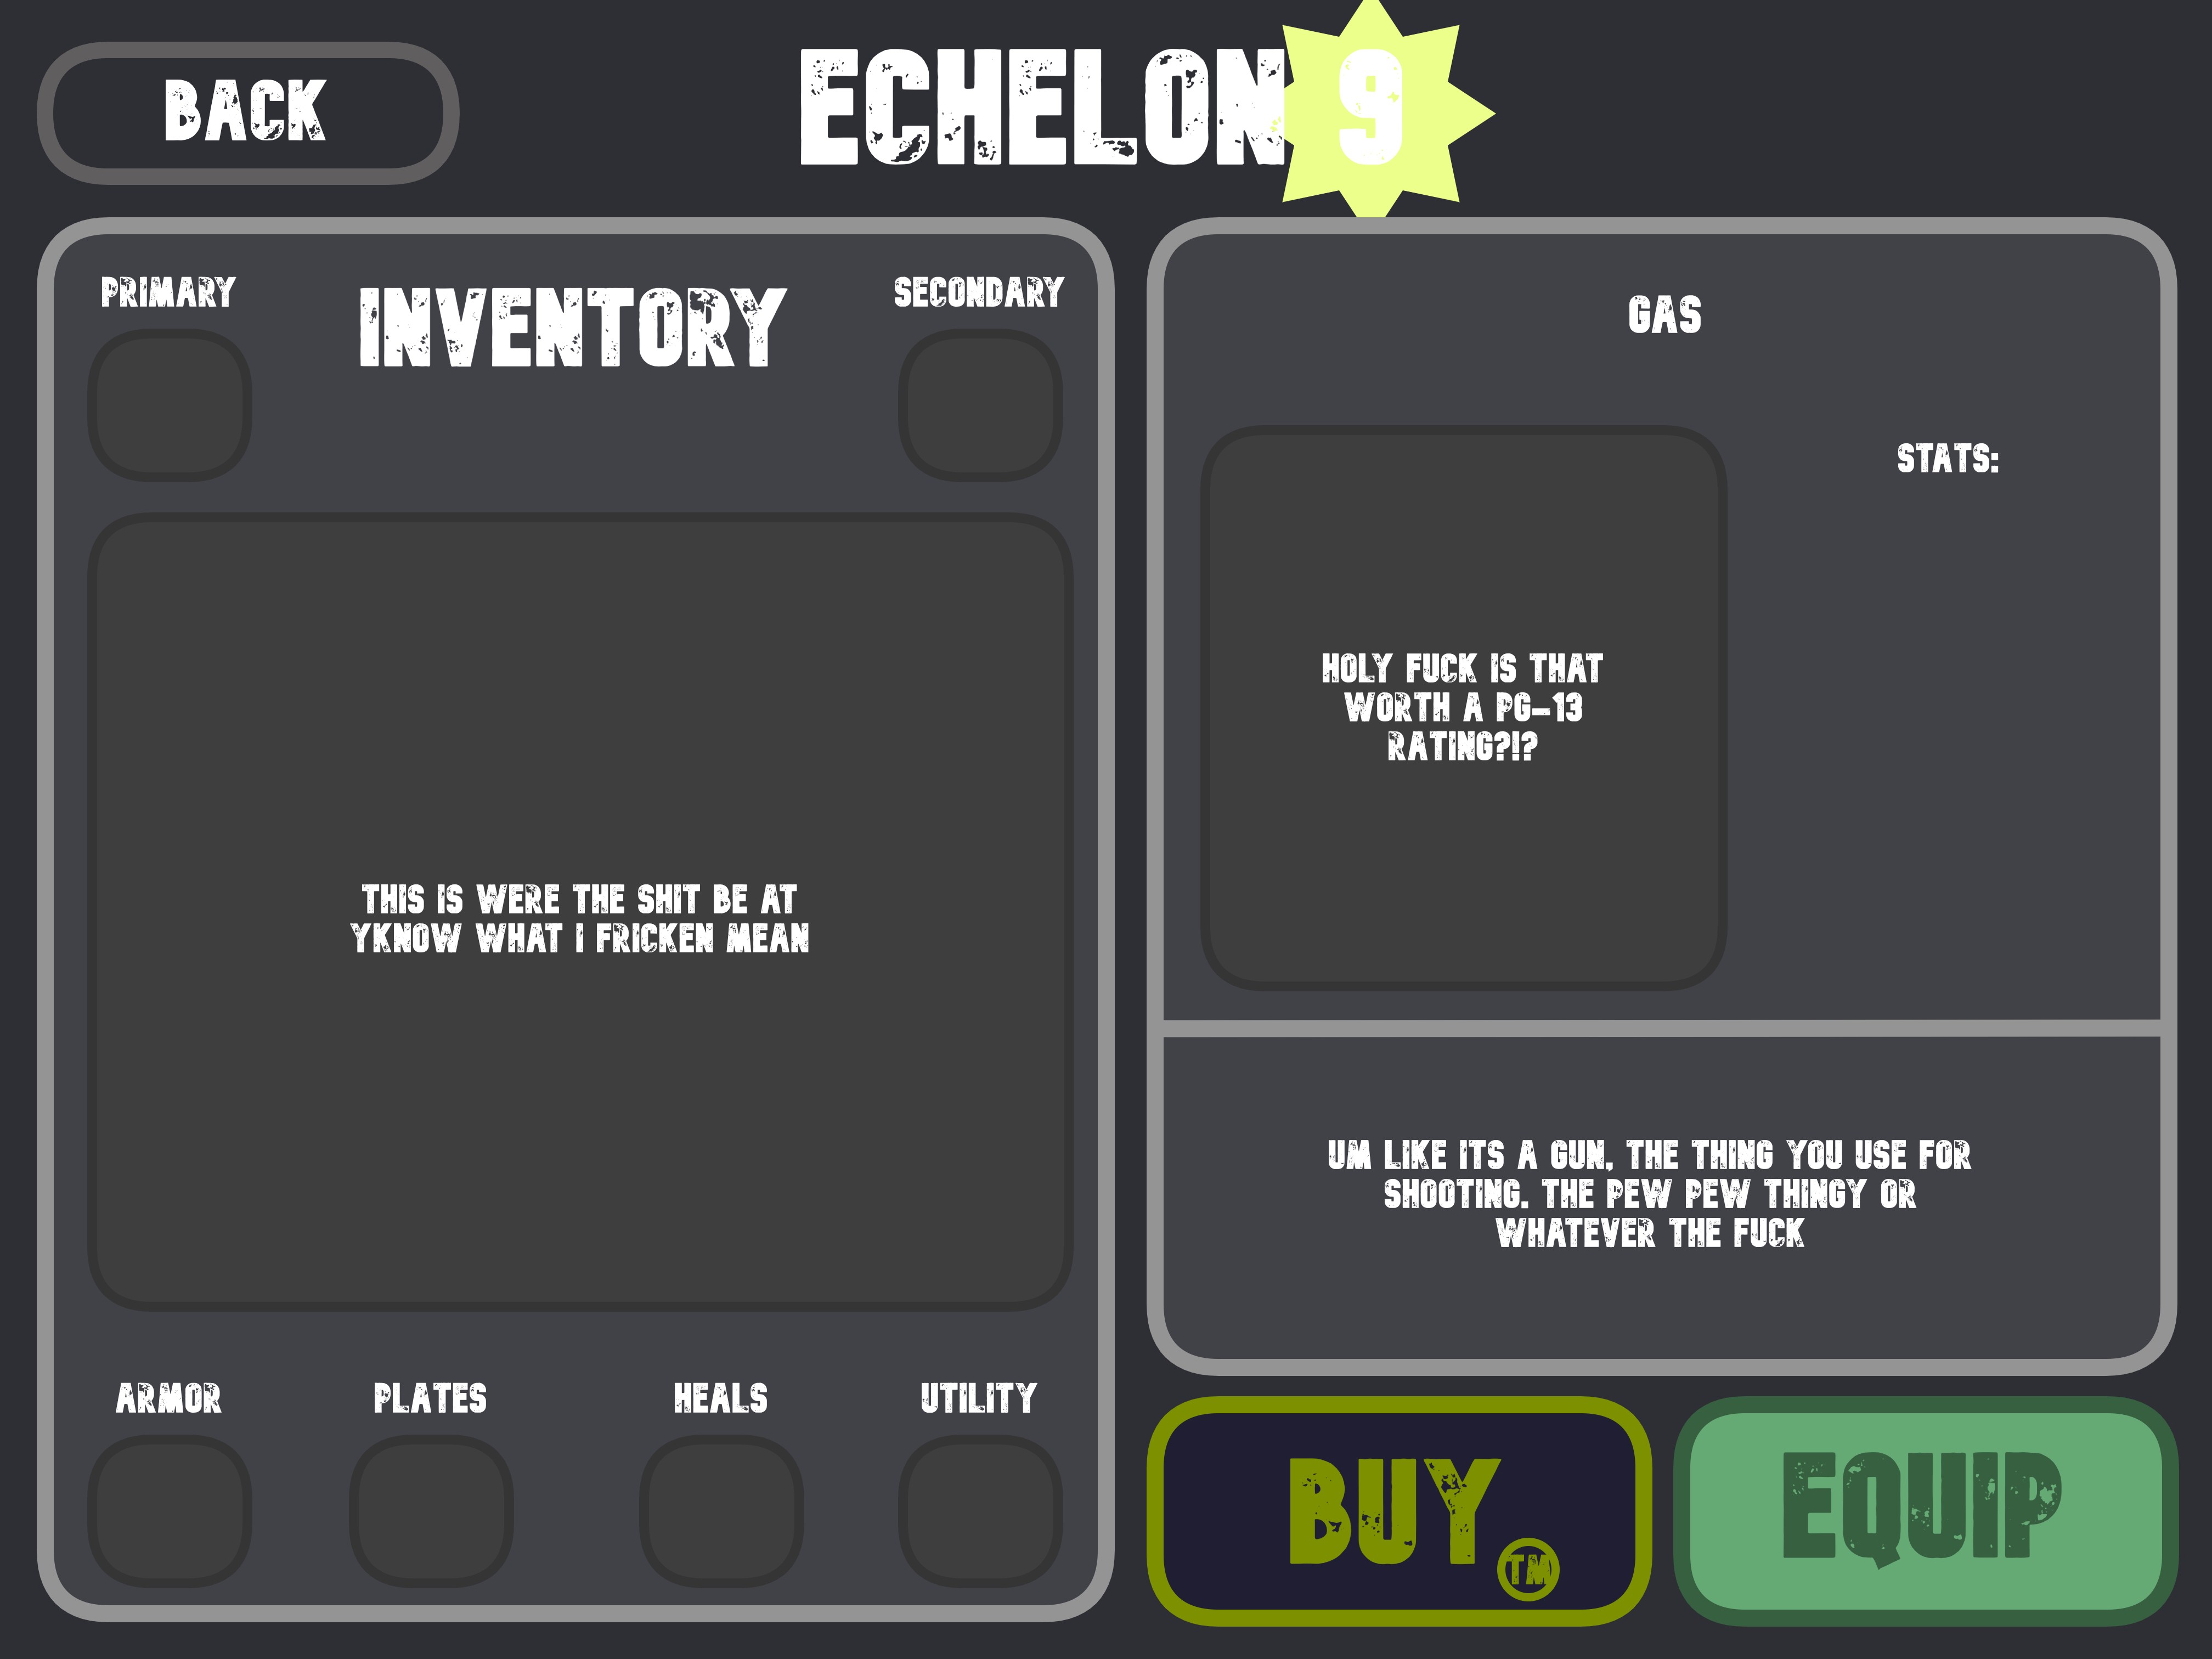 BACK
ECHELON 9
PRIMARY
INVENTORY
SECONDARY
THIS IS WERE THE SHIT BE AT
YKNOW WHAT I FRICKEN MEAN
ARMOR
PLATES
HEALS
UTILITY
GAS
STATS:
HOLY FUCK IS THAT
WORTH A PG-13
RATING?!?
UM LIKE ITS A GUN, THE THING YOU USE FOR
SHOOTING. THE PEW PEW THINGY OR
WHATEVER THE FUCK
BUY
TM
EQUIP